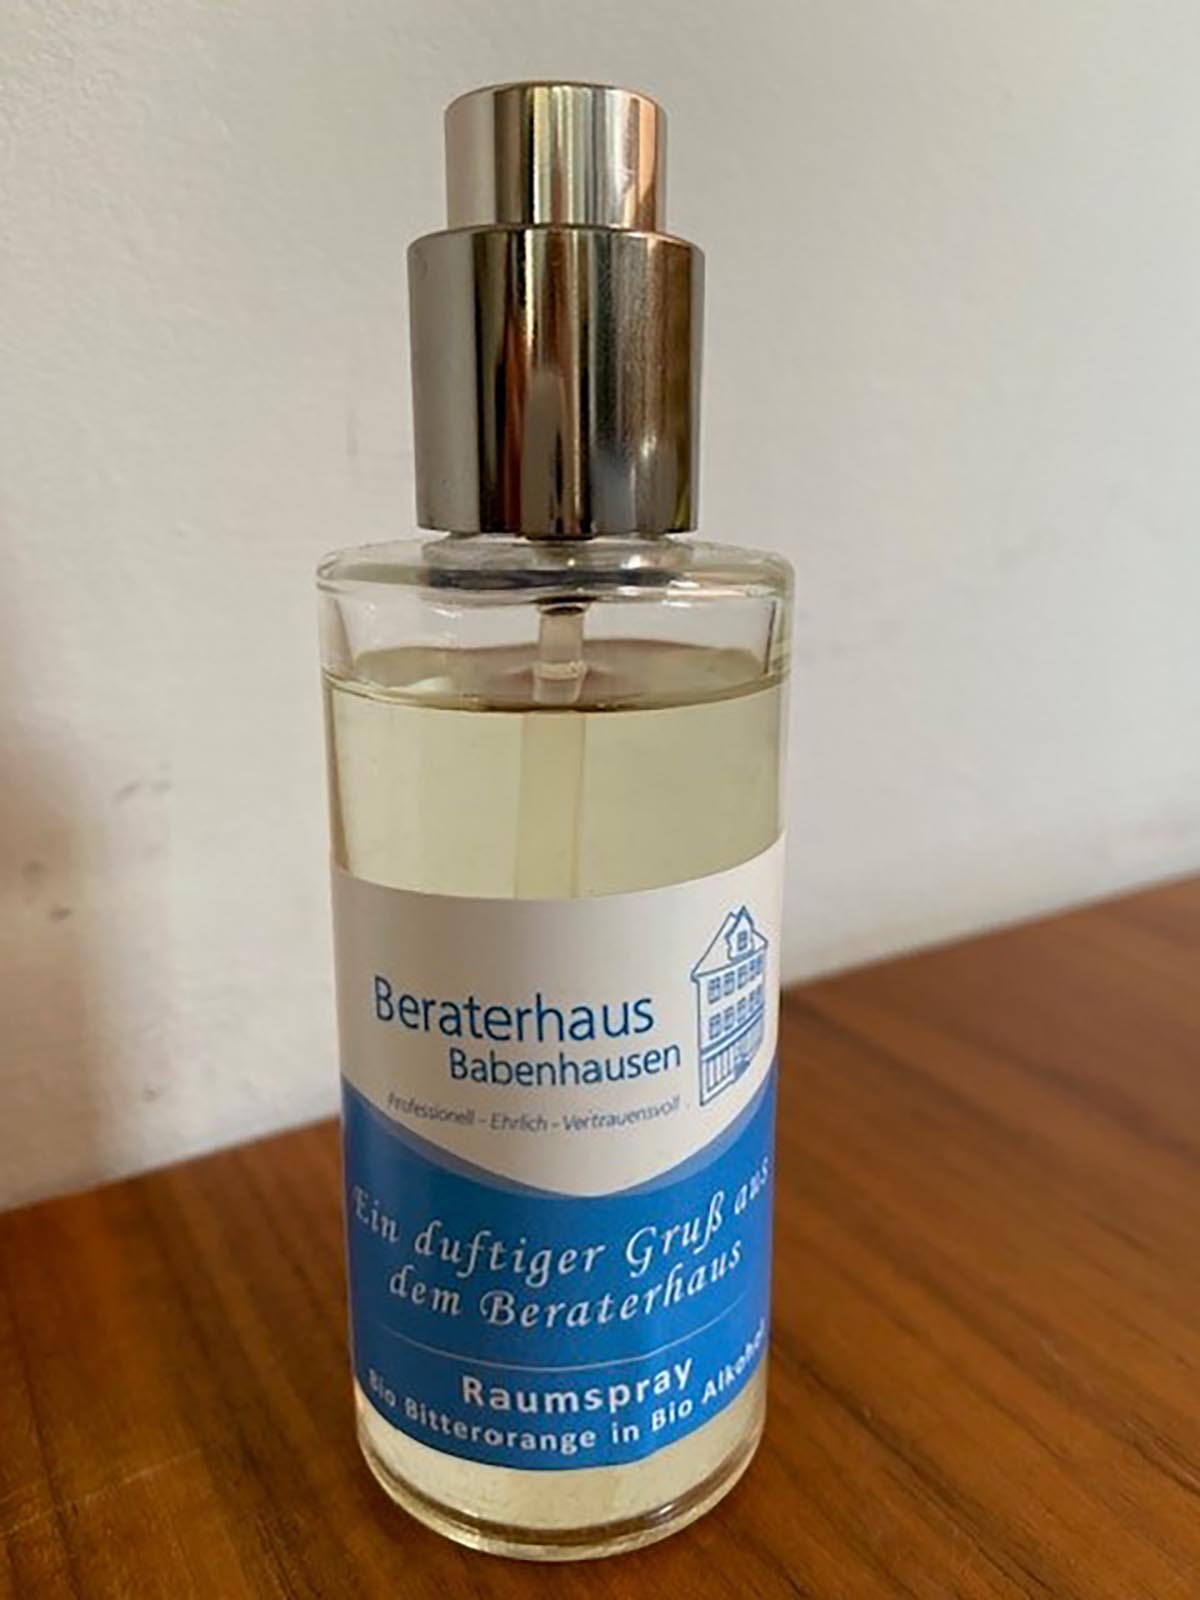 Beraterhaus
Babenhausen
Professionell - Ehrlich - Vertrauensvoll
Ein duftiger Gruß aus
dem Beraterhaus
Raumspray
Bio Bitterorange in Bio Alkohol